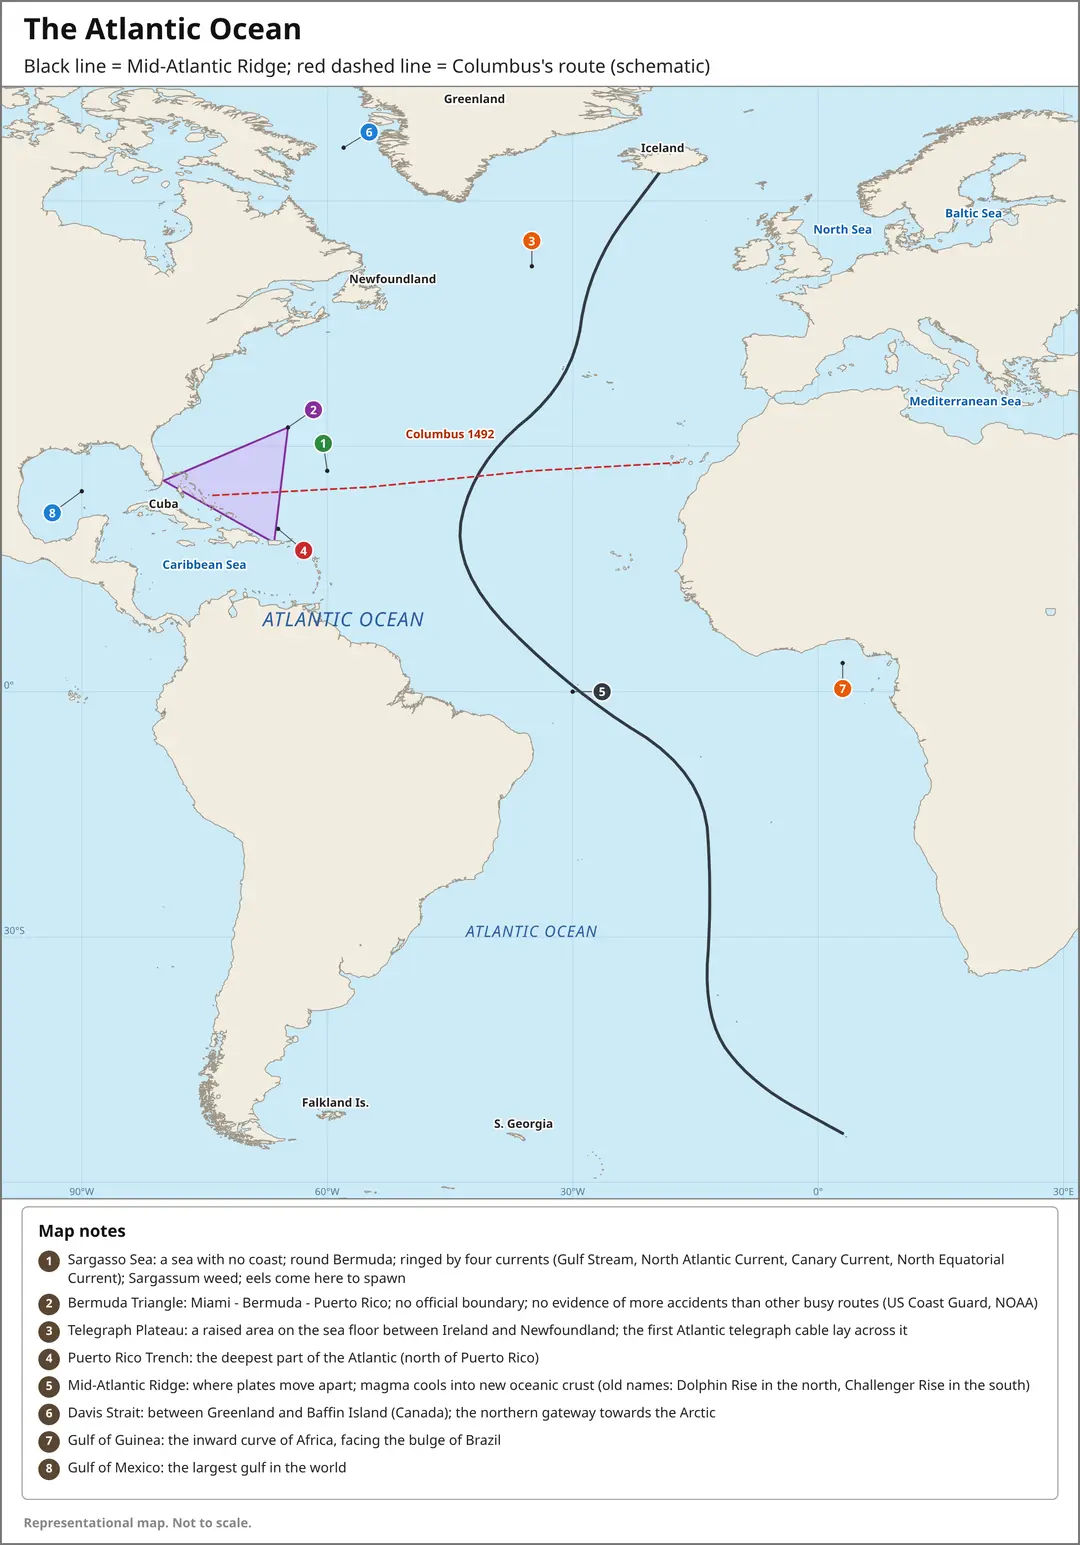 The Atlantic Ocean
Black line = Mid-Atlantic Ridge; red dashed line = Columbus's route (schematic)
Greenland
6
Iceland
Baltic Sea
North Sea
3
Newfoundland
Mediterranean Sea
2
Columbus 1492
1
Cuba
8
4
Caribbean Sea
ATLANTIC OCEAN
0°
5
7
30°S
ATLANTIC OCEAN
Falkland Is.
S. Georgia
90°W
60°W
30°W
0°
30°E
Map notes
1 Sargasso Sea: a sea with no coast; round Bermuda; ringed by four currents (Gulf Stream, North Atlantic Current, Canary Current, North Equatorial
Current); Sargassum weed; eels come here to spawn
2 Bermuda Triangle: Miami - Bermuda - Puerto Rico; no official boundary; no evidence of more accidents than other busy routes (US Coast Guard, NOAA)
3 Telegraph Plateau: a raised area on the sea floor between Ireland and Newfoundland; the first Atlantic telegraph cable lay across it
4 Puerto Rico Trench: the deepest part of the Atlantic (north of Puerto Rico)
5 Mid-Atlantic Ridge: where plates move apart; magma cools into new oceanic crust (old names: Dolphin Rise in the north, Challenger Rise in the south)
6 Davis Strait: between Greenland and Baffin Island (Canada); the northern gateway towards the Arctic
7 Gulf of Guinea: the inward curve of Africa, facing the bulge of Brazil
8 Gulf of Mexico: the largest gulf in the world
Representational map. Not to scale.